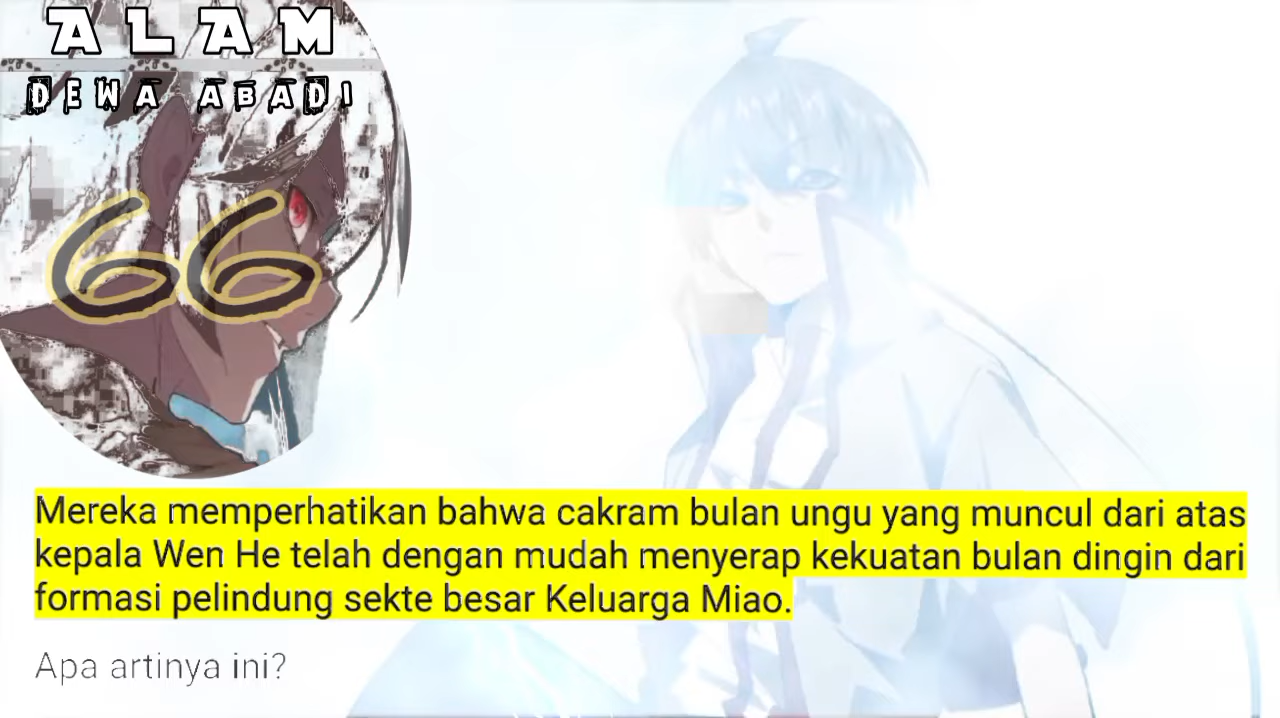 ALAM
DEWA ABADI
66
Mereka memperhatikan bahwa cakram bulan ungu yang muncul dari atas
kepala Wen He telah dengan mudah menyerap kekuatan bulan dingin dari
formasi pelindung sekte besar Keluarga Miao.
Apa artinya ini?